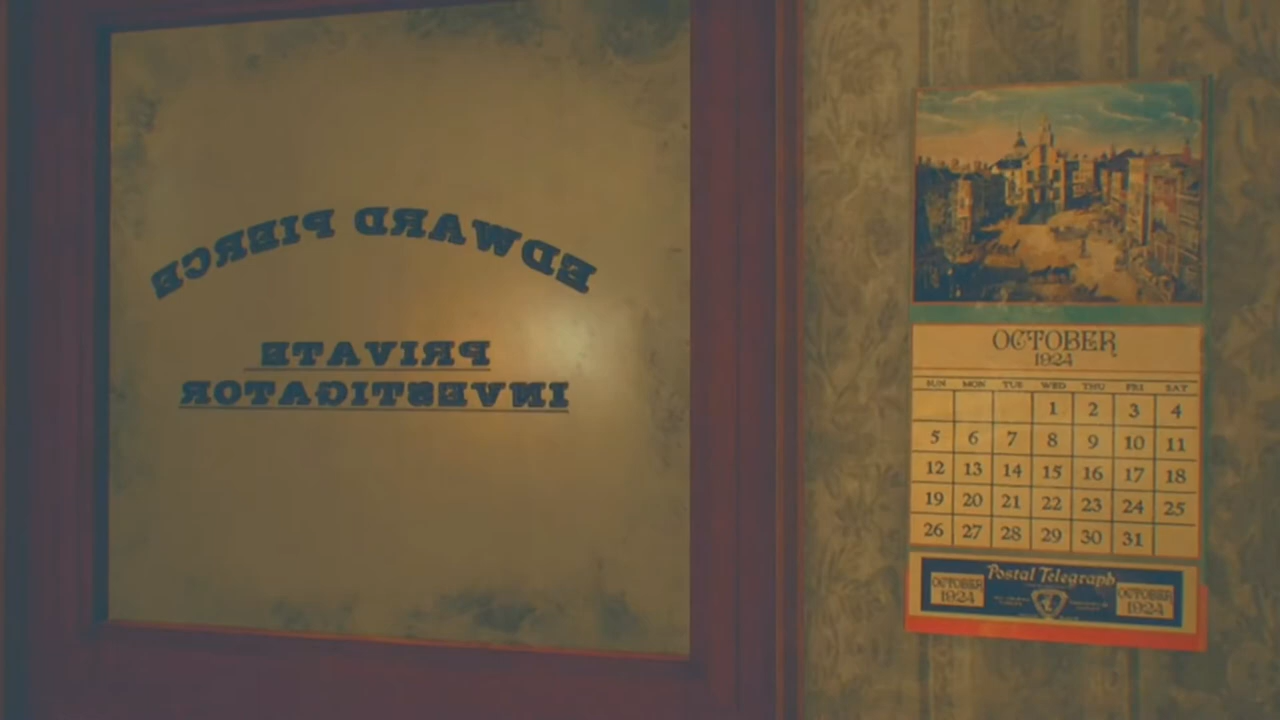 EDWARD PIERCE
PRIVATE
INVESTIGATOR
OCTOBER
1924
SUN MON TUE WED THU FRI SAT
1 2 3 4
5 6 7 8 9 10 11
12 13 14 15 16 17 18
19 20 21 22 23 24 25
26 27 28 29 30 31
Postal Telegraph
OCTOBER
1924
OCTOBER
1924